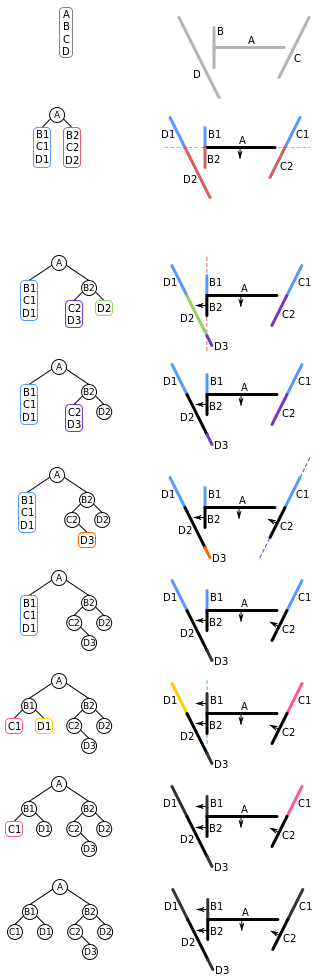 A
B
C
D
B
A
D
C
A
B1 B2
C1 C2
D1 D2
D1 B1 A C1
B2 C2
D2
A
B1 B2
C1
D1 C2 D2
D3
D1 B1 C1
A
D2 B2 C2
D3
A
B1 B2
C1
D1 C2 D2
D3
D1 B1 C1
A
D2 B2 C2
D3
A
B1 B2
C1 C2 D2
D1 D3
D1 B1 C1
A
D2 B2 C2
D3
A
B1 B2
C1 C2 D2
D1 D3
D1 B1 C1
A
D2 B2 C2
D3
A
B1 B2
C1 D1 C2 D2
D3
D1 B1 C1
A
D2 B2 C2
D3
A
B1 B2
C1 D1 C2 D2
D3
D1 B1 C1
A
D2 B2 C2
D3
A
B1 B2
C1 D1 C2 D2
D3
D1 B1 C1
A
D2 B2 C2
D3